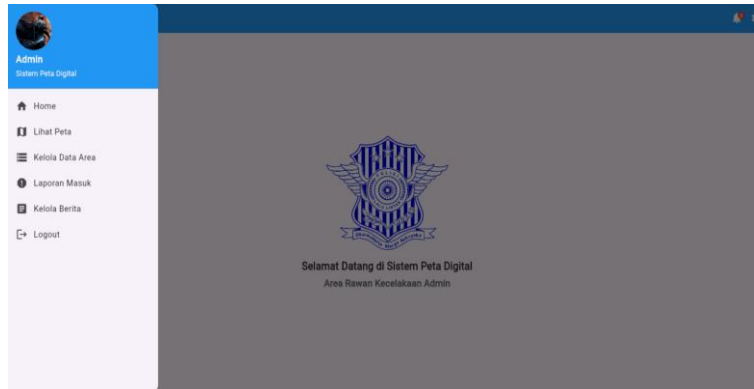 Admin
Sistem Peta Digital
Home
Lihat Peta
Kelola Data Area
Laporan Masuk
Kelola Berita
Logout
Selamat Datang di Sistem Peta Digital
Area Rawan Kecelakaan Admin